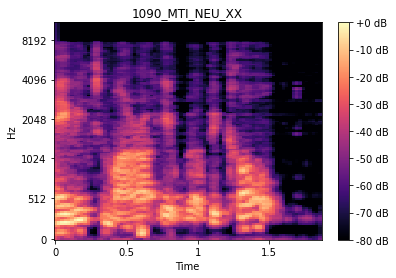 1090_MTI_NEU_XX
+0 dB
8192
-10 dB
4096
-20 dB
-30 dB
2048
Hz
-40 dB
1024
-50 dB
512
-60 dB
-70 dB
0
-80 dB
0
0.5
1
1.5
Time